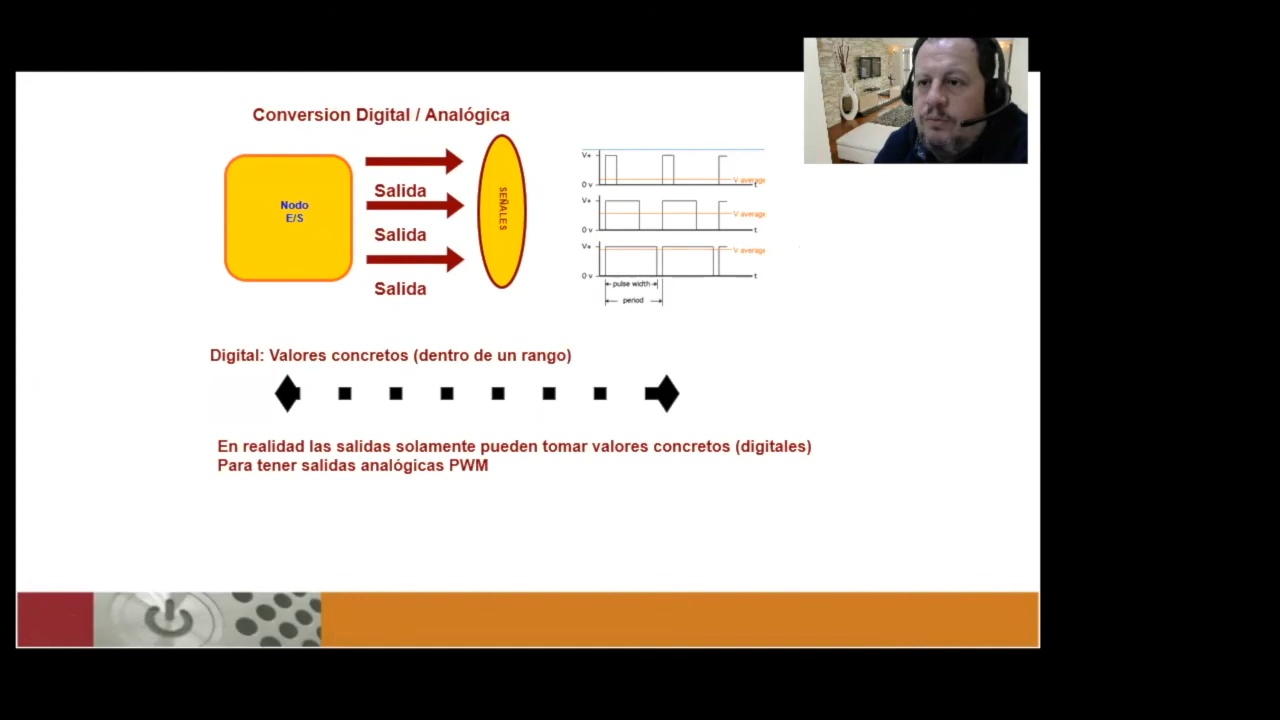 Conversion Digital / Analógica
Nodo
E/S
Salida
Salida
Salida
SEÑALES
V+
0 v
V average
t
V+
0 v
V average
t
V+
0 v
V average
t
pulse width
period
Digital: Valores concretos (dentro de un rango)
En realidad las salidas solamente pueden tomar valores concretos (digitales)
Para tener salidas analógicas PWM